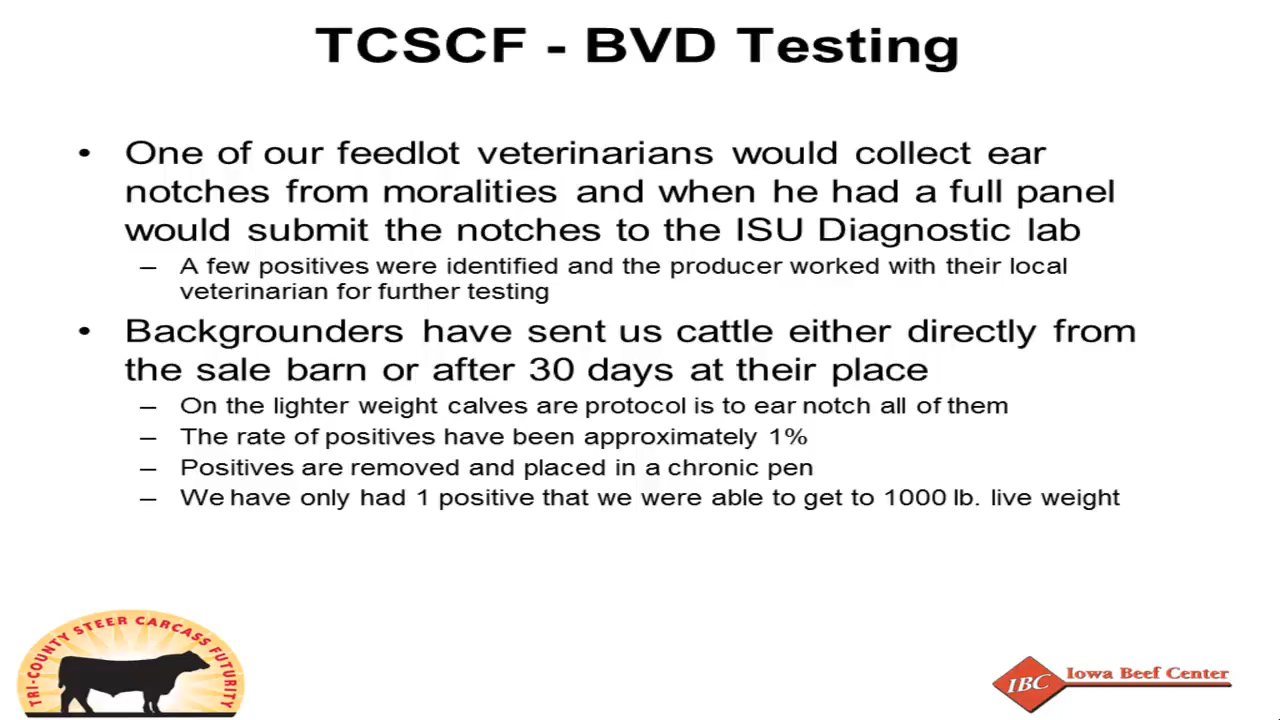 TCSCF - BVD Testing
• One of our feedlot veterinarians would collect ear
notches from moralities and when he had a full panel
would submit the notches to the ISU Diagnostic lab
– A few positives were identified and the producer worked with their local
veterinarian for further testing
• Backgrounders have sent us cattle either directly from
the sale barn or after 30 days at their place
– On the lighter weight calves are protocol is to ear notch all of them
– The rate of positives have been approximately 1%
– Positives are removed and placed in a chronic pen
– We have only had 1 positive that we were able to get to 1000 lb. live weight
TRI-COUNTY STEER CARCASS FUTURITY
IBC Iowa Beef Center